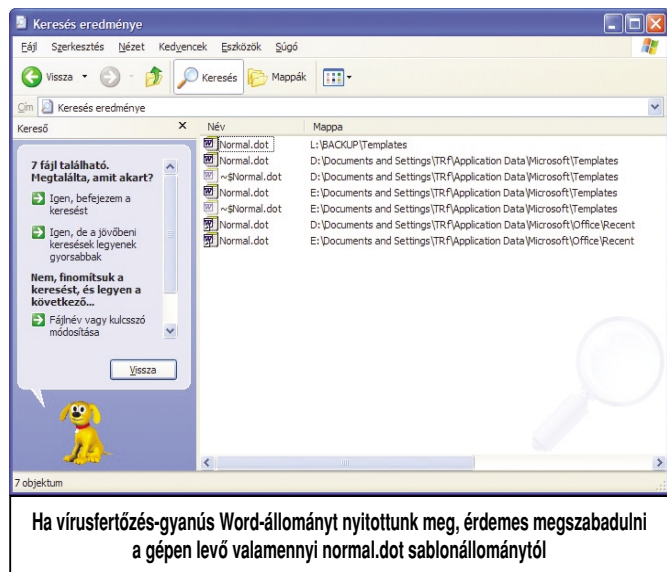 Keresés eredménye
Fájl Szerkesztés Nézet Kedvencek Eszközök Súgó
Vissza Keresés Mappák
Cím Keresés eredménye
Kereső
7 fájl található.
Megtalálta, amit akart?
Igen, befejezem a
keresést
Igen, de a jövőbeni
keresések legyenek
gyorsabbak
Nem, finomítsuk a
keresést, és legyen a
következő...
Fájlnév vagy kulcsszó
módosítása
Vissza
Név Mappa
Normal.dot L:\BACKUP\Templates
Normal.dot D:\Documents and Settings\TRf\Application Data\Microsoft\Templates
~$Normal.dot D:\Documents and Settings\TRf\Application Data\Microsoft\Templates
Normal.dot E:\Documents and Settings\TRf\Application Data\Microsoft\Templates
~$Normal.dot E:\Documents and Settings\TRf\Application Data\Microsoft\Templates
Normal.dot D:\Documents and Settings\TRf\Application Data\Microsoft\Office\Recent
Normal.dot E:\Documents and Settings\TRf\Application Data\Microsoft\Office\Recent
7 objektum
Ha vírusfertőzés-gyanús Word-állományt nyitottunk meg, érdemes megszabadulni
a gépen levő valamennyi normal.dot sablonállománytól